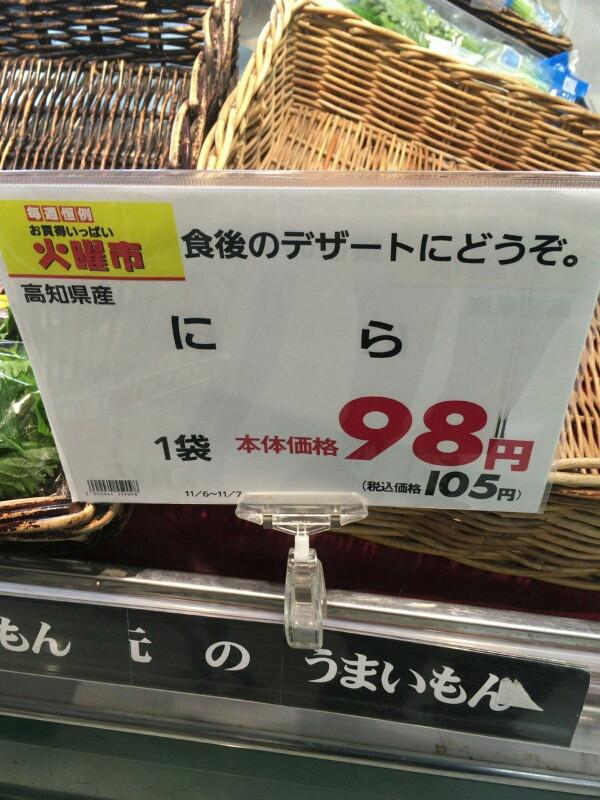 毎週恒例
お買得いっぱい
火曜市
食後のデザートにどうぞ。
高知県産
にら
1袋 本体価格 98円
(税込価格 105円)
11/6~11/7
もん 元のうまいもん